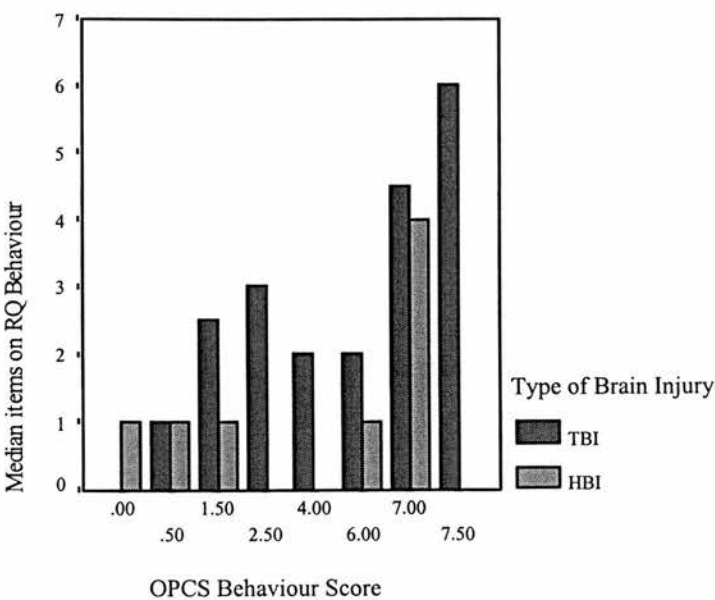 7
6
5
4
3
2
1
0
Median items on RQ Behaviour
.00 1.50 4.00 7.00
.50 2.50 6.00 7.50
OPCS Behaviour Score
Type of Brain Injury
TBI
HBI